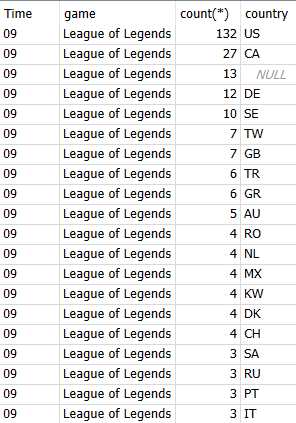 Time game count(*) country
09 League of Legends 132 US
09 League of Legends 27 CA
09 League of Legends 13 NULL
09 League of Legends 12 DE
09 League of Legends 10 SE
09 League of Legends 7 TW
09 League of Legends 7 GB
09 League of Legends 6 TR
09 League of Legends 6 GR
09 League of Legends 5 AU
09 League of Legends 4 RO
09 League of Legends 4 NL
09 League of Legends 4 MX
09 League of Legends 4 KW
09 League of Legends 4 DK
09 League of Legends 4 CH
09 League of Legends 3 SA
09 League of Legends 3 RU
09 League of Legends 3 PT
09 League of Legends 3 IT